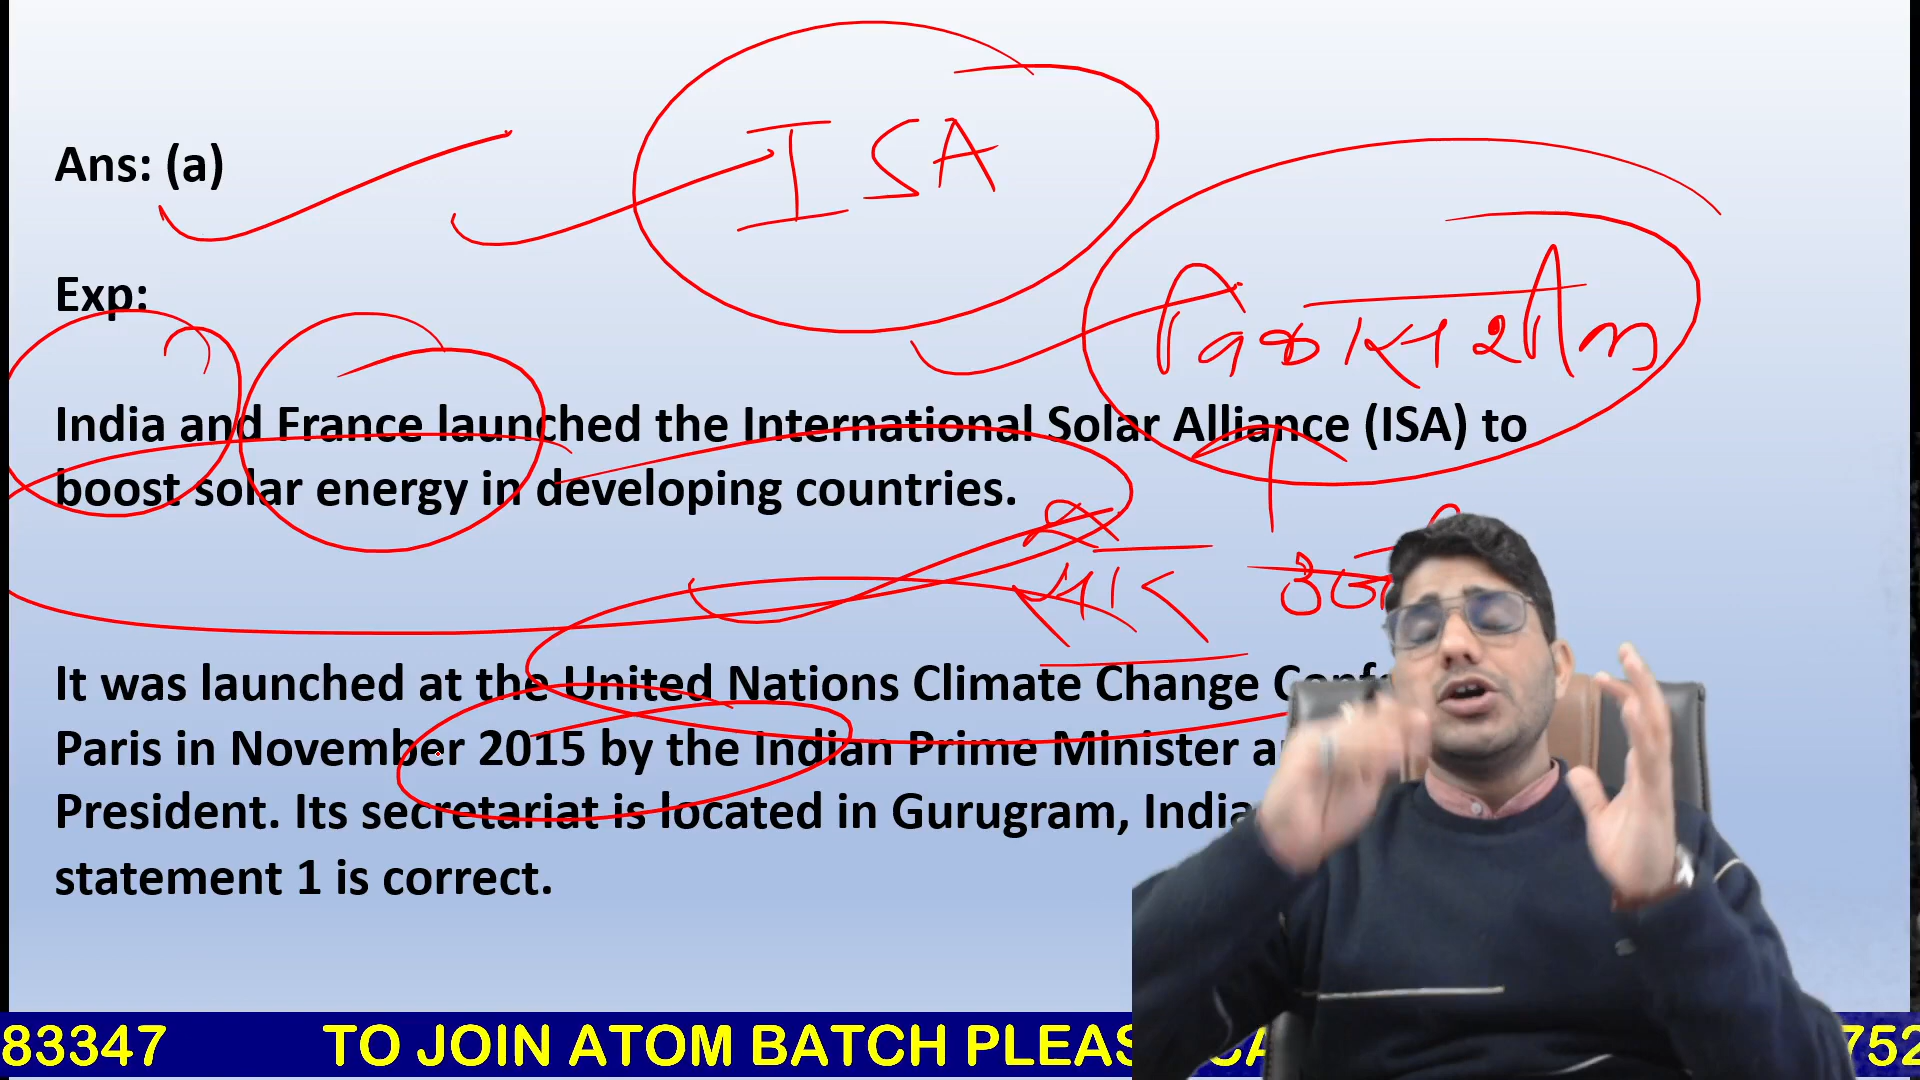 ISA
Ans: (a)
Exp:
विकासशील
India and France launched the International Solar Alliance (ISA) to
boost solar energy in developing countries.
सौर
It was launched at the United Nations Climate Change
Paris in November 2015 by the Indian Prime Minister
President. Its secretariat is located in Gurugram, India
statement 1 is correct.
83347 TO JOIN ATOM BATCH 752